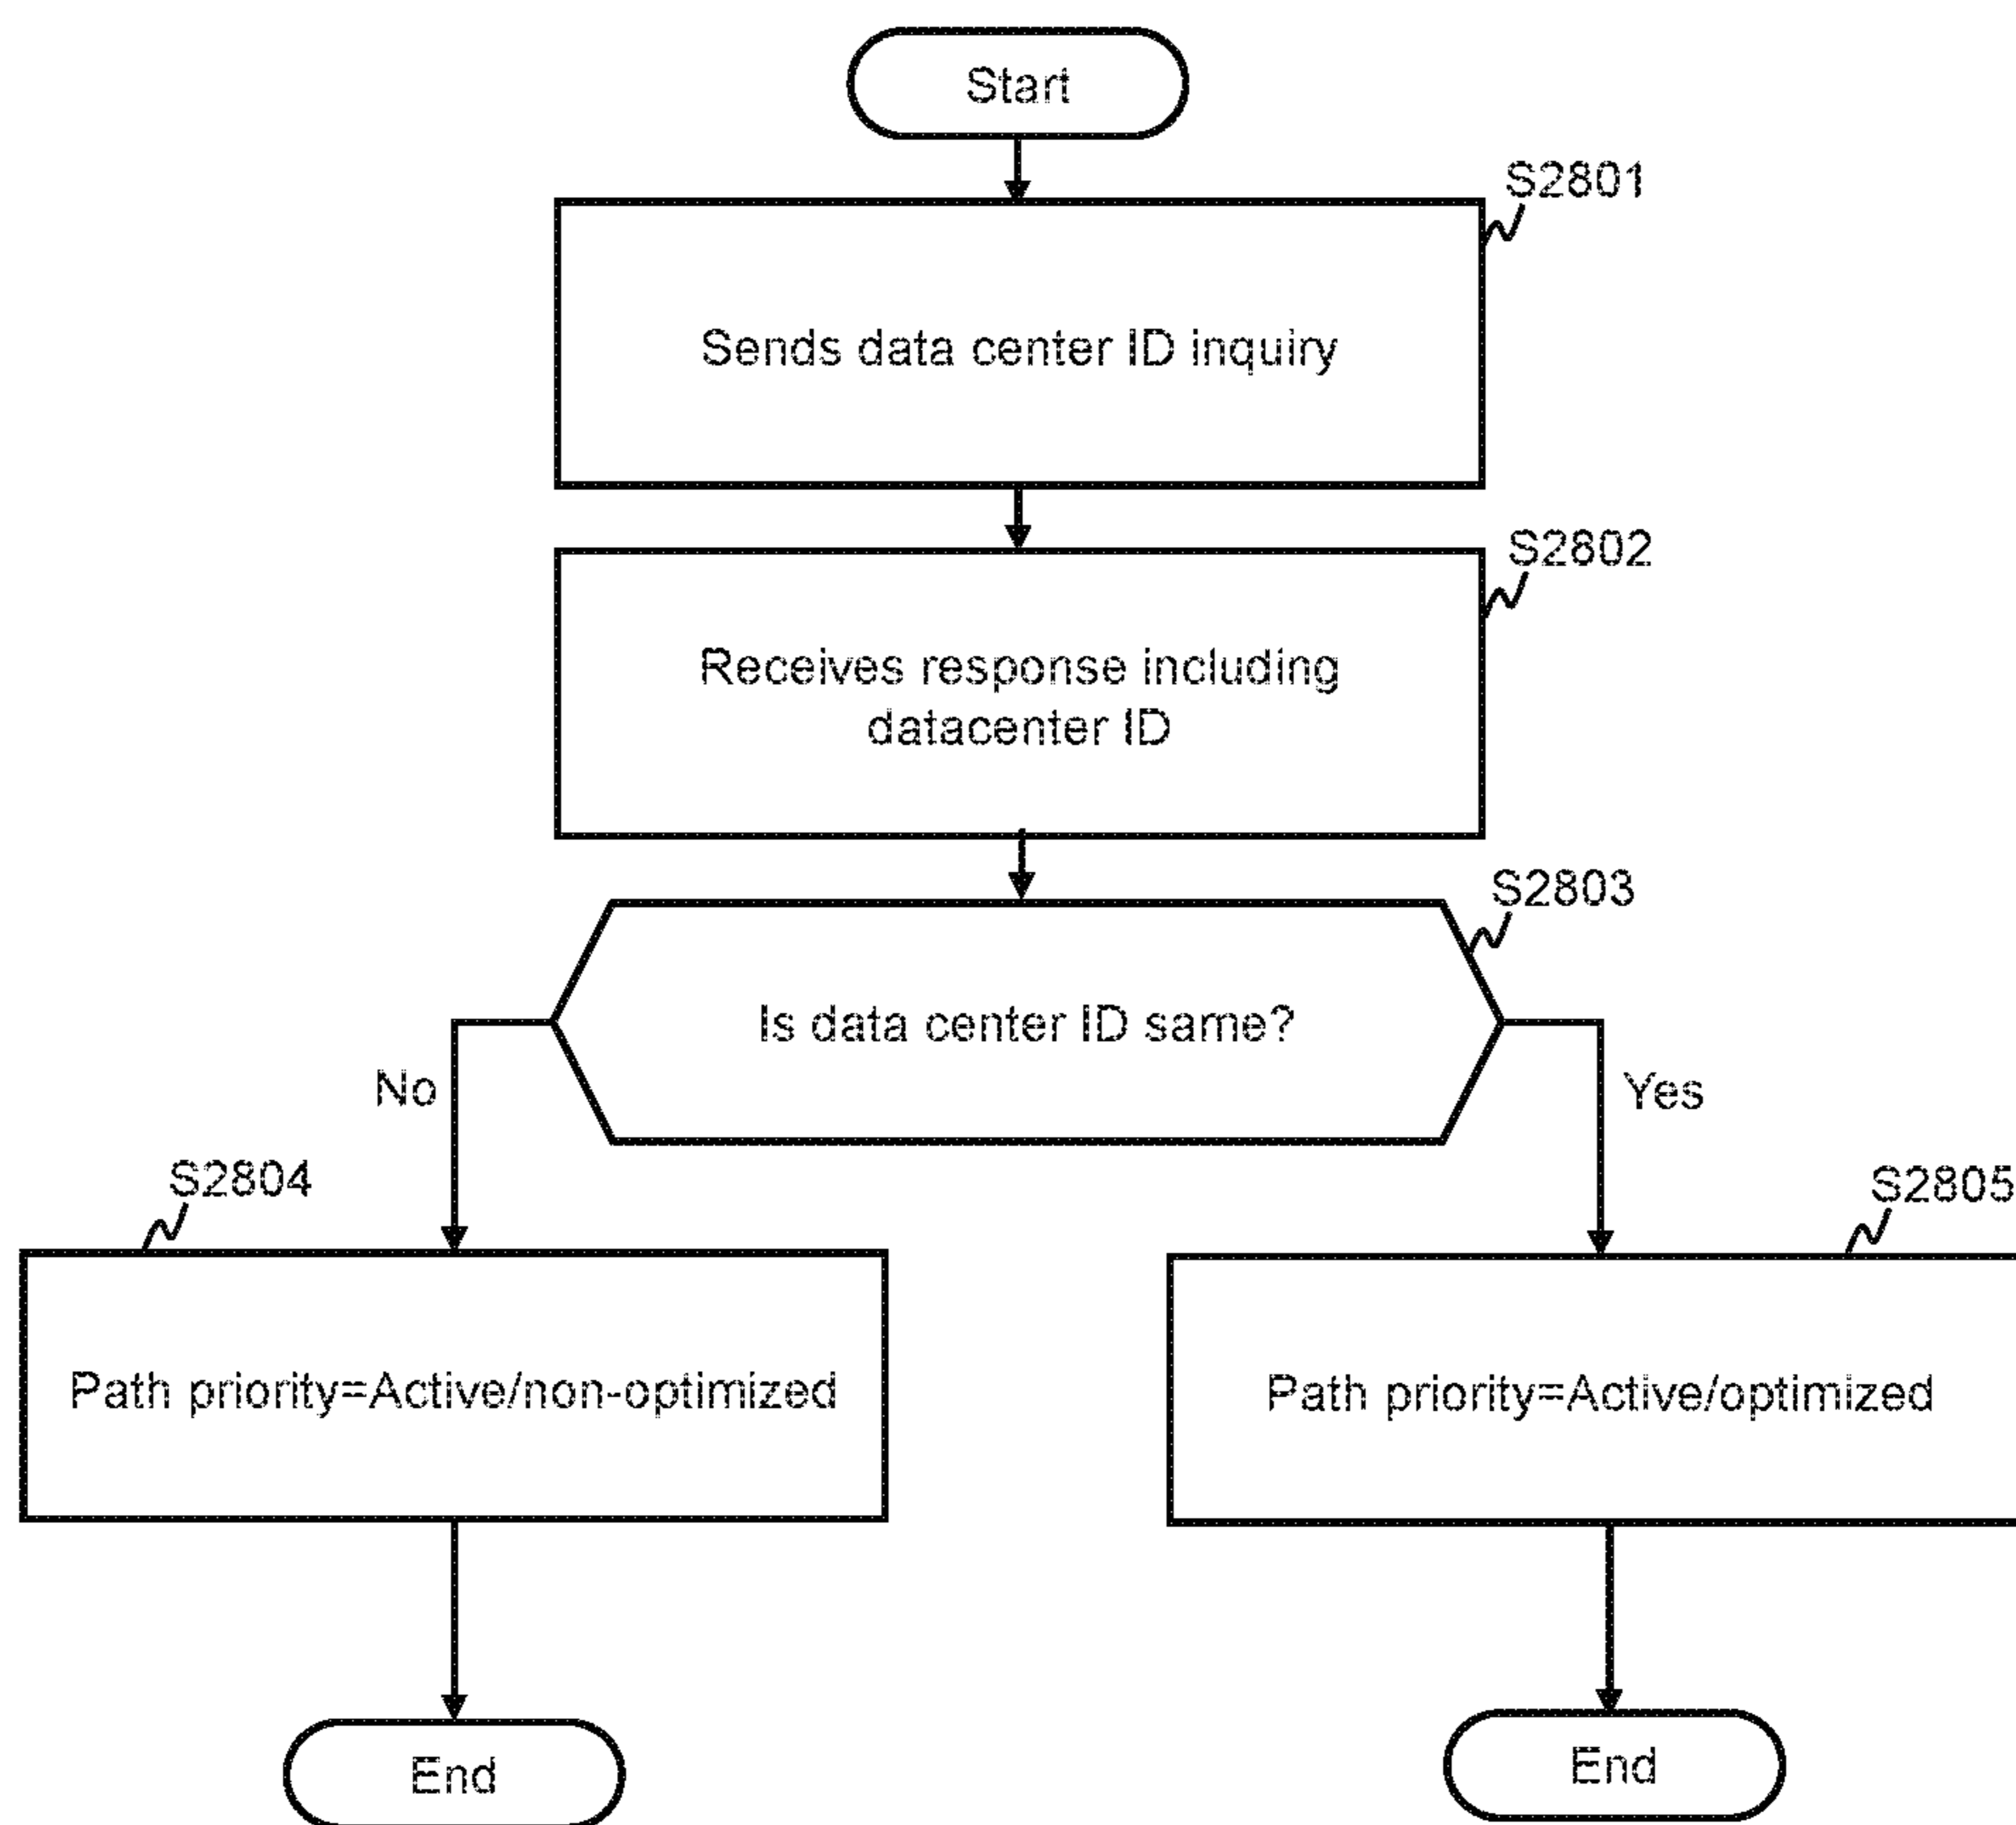 Start
S2801
Sends data center ID inquiry
S2802
Receives response including
datacenter ID
S2803
Is data center ID same?
No
Yes
S2804
S2805
Path priority=Active/non-optimized
Path priority=Active/optimized
End
End